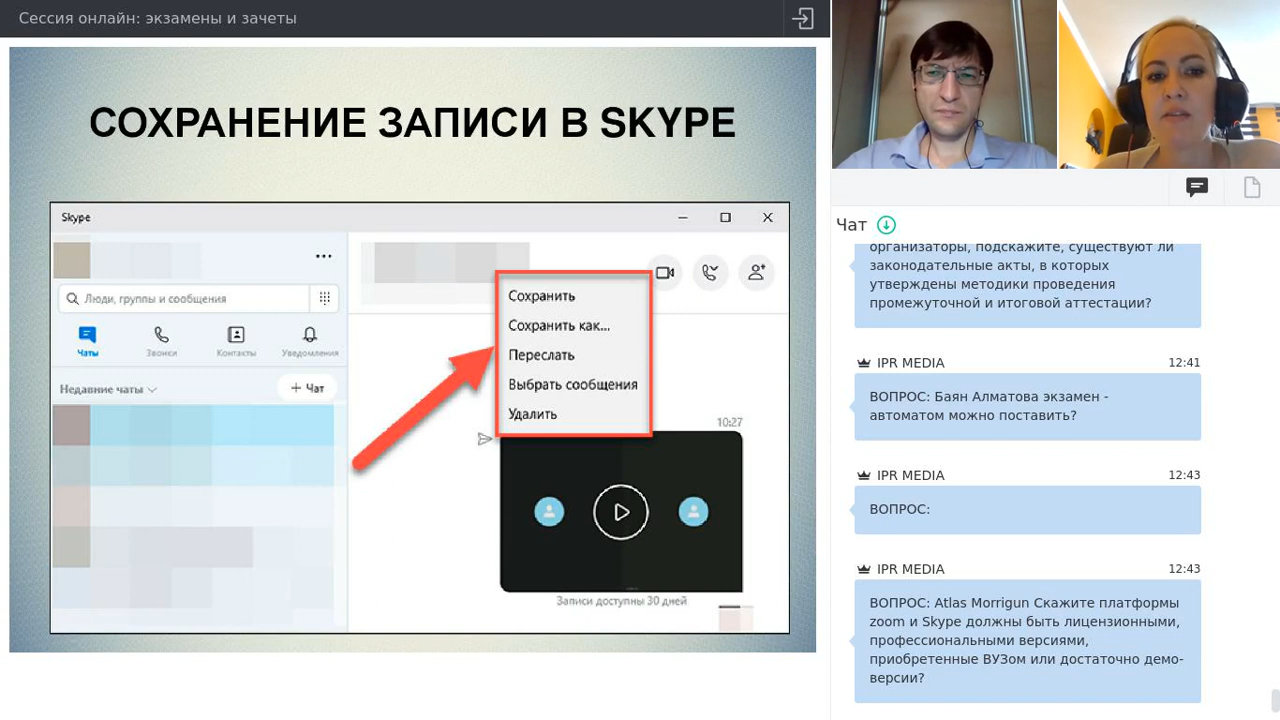 Сессия онлайн: экзамены и зачеты
СОХРАНЕНИЕ ЗАПИСИ В SKYPE
Skype
Люди, группы и сообщения
Чаты
Звонки
Контакты
Уведомления
Недавние чаты
+ Чат
Сохранить
Сохранить как...
Переслать
Выбрать сообщения
Удалить
10:27
Записи доступны 30 дней
Чат
организаторы, подскажите, существуют ли
законодательные акты, в которых
утверждены методики проведения
промежуточной и итоговой аттестации?
IPR MEDIA 12:41
ВОПРОС: Баян Алматова экзамен -
автоматом можно поставить?
IPR MEDIA 12:43
ВОПРОС:
IPR MEDIA 12:43
ВОПРОС: Atlas Morrigun Скажите платформы
zoom и Skype должны быть лицензионными,
профессиональными версиями,
приобретенные ВУЗом или достаточно демо-
версии?